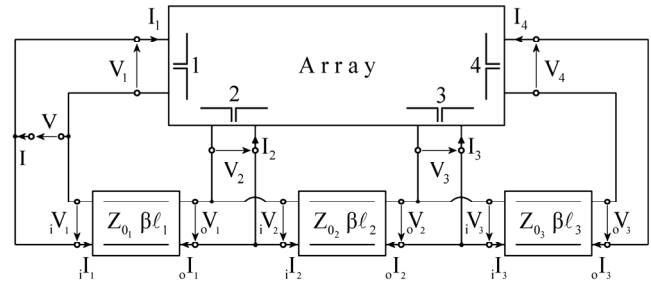 I₁ Array I₄
V₁ 1 4 V₄
2 3
V I₂ I₃
I V₂ V₃
ᵢV₁ Z₀₁ βℓ₁ ₒV₁ ᵢV₂ Z₀₂ βℓ₂ ₒV₂ ᵢV₃ Z₀₃ βℓ₃ ₒV₃
ᵢI₁ ₒI₁ ᵢI₂ ₒI₂ ᵢI₃ ₒI₃